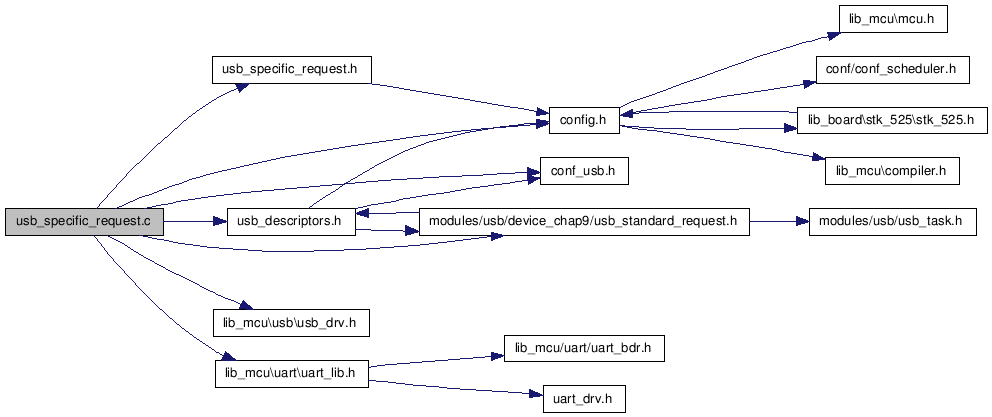 lib_mcu\mcu.h
usb_specific_request.h
conf/conf_scheduler.h
config.h
lib_board\stk_525\stk_525.h
conf_usb.h
lib_mcu\compiler.h
usb_specific_request.c
usb_descriptors.h
modules/usb/device_chap9/usb_standard_request.h
modules/usb/usb_task.h
lib_mcu\usb\usb_drv.h
lib_mcu/uart/uart_bdr.h
lib_mcu\uart\uart_lib.h
uart_drv.h